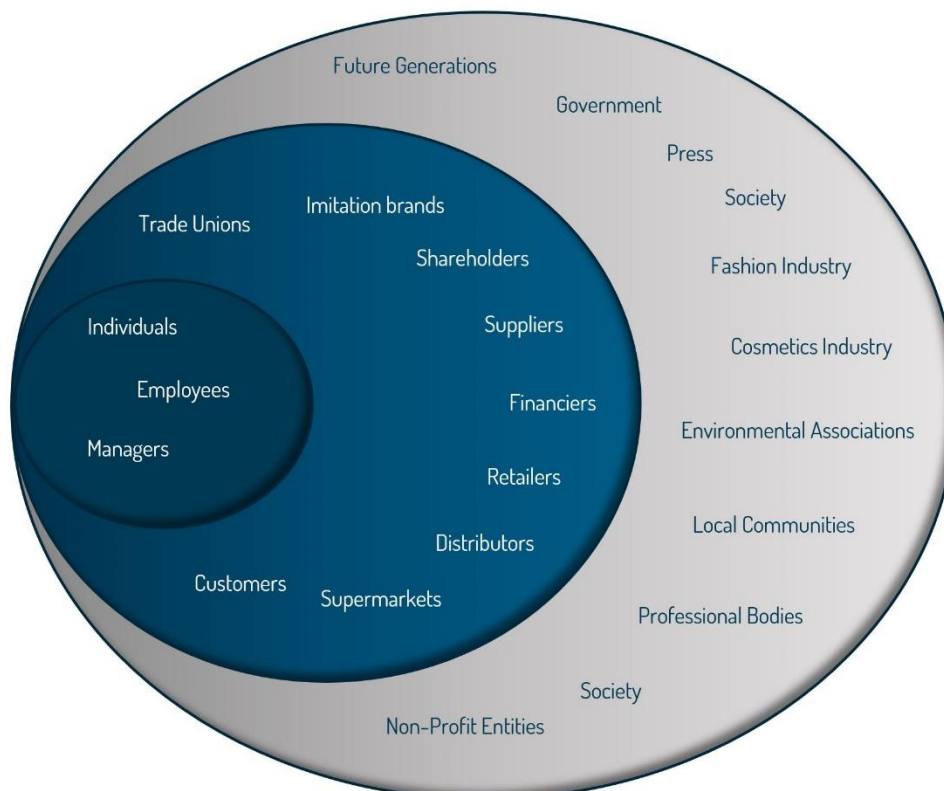 Future Generations
Government
Press
Society
Fashion Industry
Cosmetics Industry
Environmental Associations
Local Communities
Professional Bodies
Society
Non-Profit Entities
Trade Unions
Imitation brands
Shareholders
Suppliers
Financiers
Retailers
Distributors
Supermarkets
Customers
Individuals
Employees
Managers